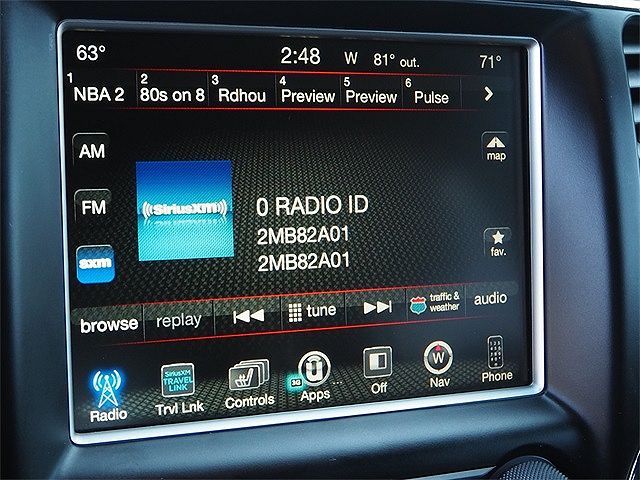 63° 2:48 W 81° out. 71°
1 NBA 2 2 80s on 8 3 Rdhou 4 Preview 5 Preview 6 Pulse
AM
map
FM
((SiriusXM))
0 RADIO ID
2MB82A01
2MB82A01
sxm
fav.
browse replay tune traffic & weather audio
SiriusXM
TRAVEL
LINK
3G
W
Radio Trvl Lnk Controls Apps Off Nav Phone